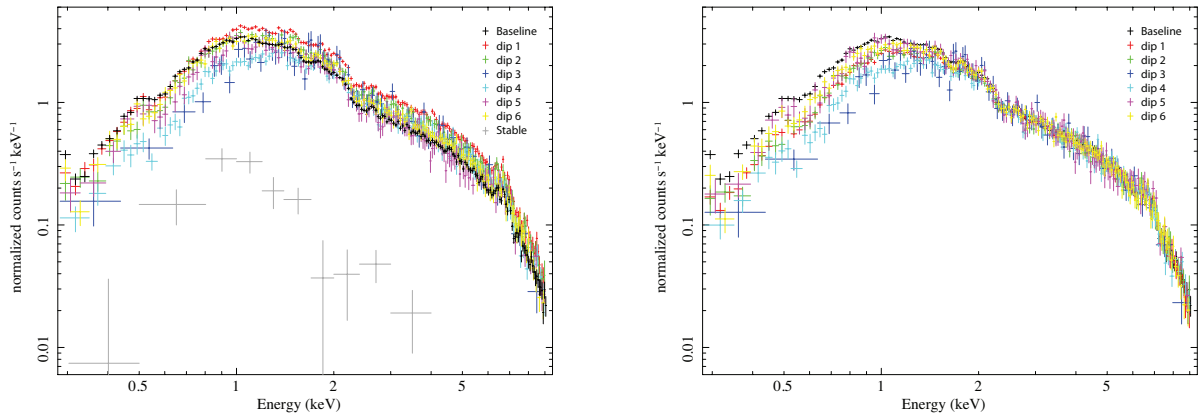 normalized counts s⁻¹ keV⁻¹
0.01
0.1
1
0.5
1
2
5
Energy (keV)
Baseline
dip 1
dip 2
dip 3
dip 4
dip 5
dip 6
Stable
normalized counts s⁻¹ keV⁻¹
0.01
0.1
1
0.5
1
2
5
Energy (keV)
Baseline
dip 1
dip 2
dip 3
dip 4
dip 5
dip 6